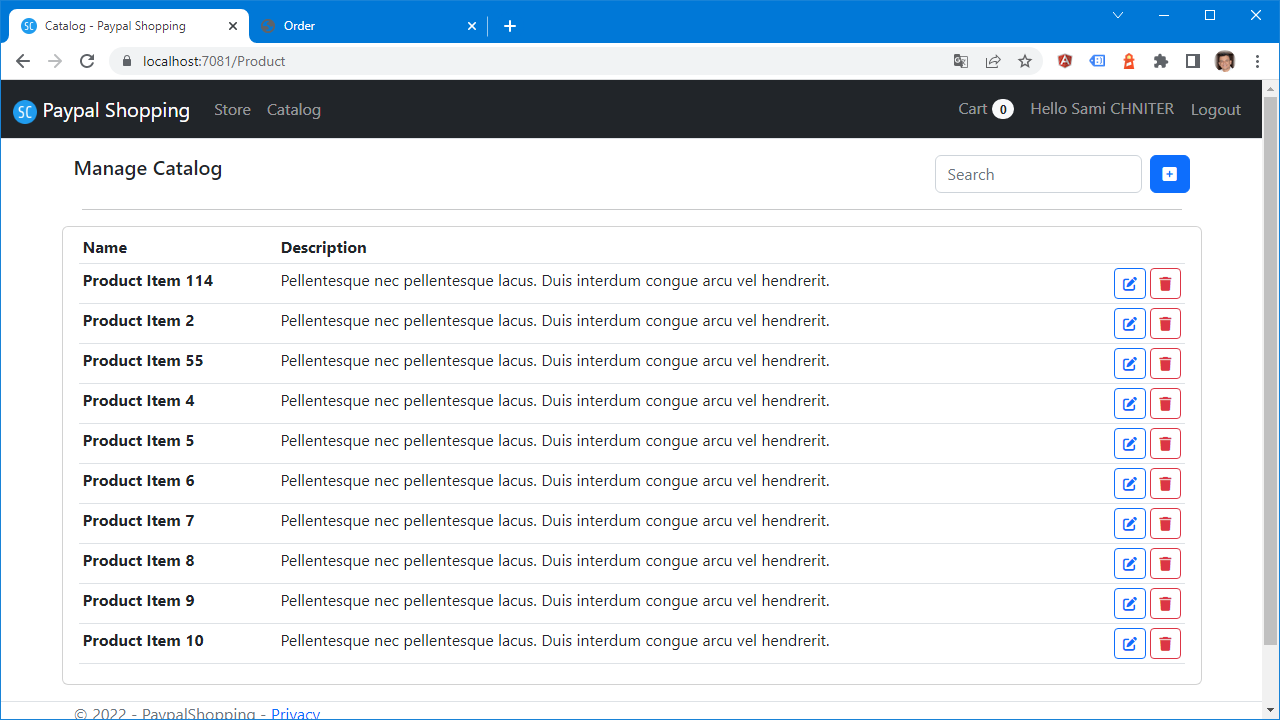 Catalog - Paypal Shopping
Order
localhost:7081/Product
SC Paypal Shopping Store Catalog Cart 0 Hello Sami CHNITER Logout
Manage Catalog Search
Name Description
Product Item 114 Pellentesque nec pellentesque lacus. Duis interdum congue arcu vel hendrerit.
Product Item 2 Pellentesque nec pellentesque lacus. Duis interdum congue arcu vel hendrerit.
Product Item 55 Pellentesque nec pellentesque lacus. Duis interdum congue arcu vel hendrerit.
Product Item 4 Pellentesque nec pellentesque lacus. Duis interdum congue arcu vel hendrerit.
Product Item 5 Pellentesque nec pellentesque lacus. Duis interdum congue arcu vel hendrerit.
Product Item 6 Pellentesque nec pellentesque lacus. Duis interdum congue arcu vel hendrerit.
Product Item 7 Pellentesque nec pellentesque lacus. Duis interdum congue arcu vel hendrerit.
Product Item 8 Pellentesque nec pellentesque lacus. Duis interdum congue arcu vel hendrerit.
Product Item 9 Pellentesque nec pellentesque lacus. Duis interdum congue arcu vel hendrerit.
Product Item 10 Pellentesque nec pellentesque lacus. Duis interdum congue arcu vel hendrerit.
© 2022 - PaypalShopping - Privacy